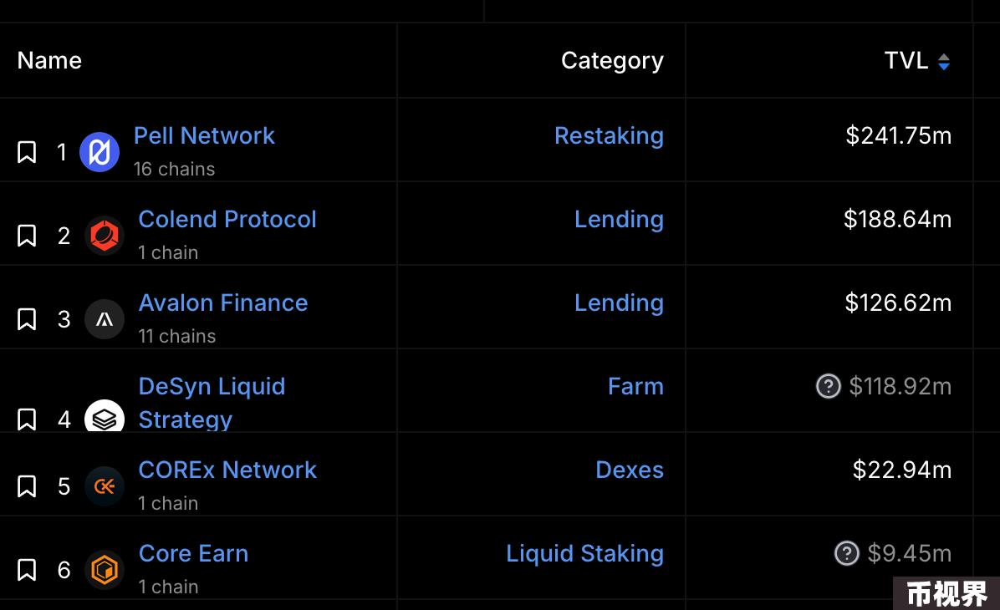 Name Category TVL
1 Pell Network Restaking $241.75m
16 chains
2 Colend Protocol Lending $188.64m
1 chain
3 Avalon Finance Lending $126.62m
11 chains
DeSyn Liquid Farm ? $118.92m
4 Strategy
5 COREx Network Dexes $22.94m
1 chain
6 Core Earn Liquid Staking ? $9.45m
1 chain
币视界